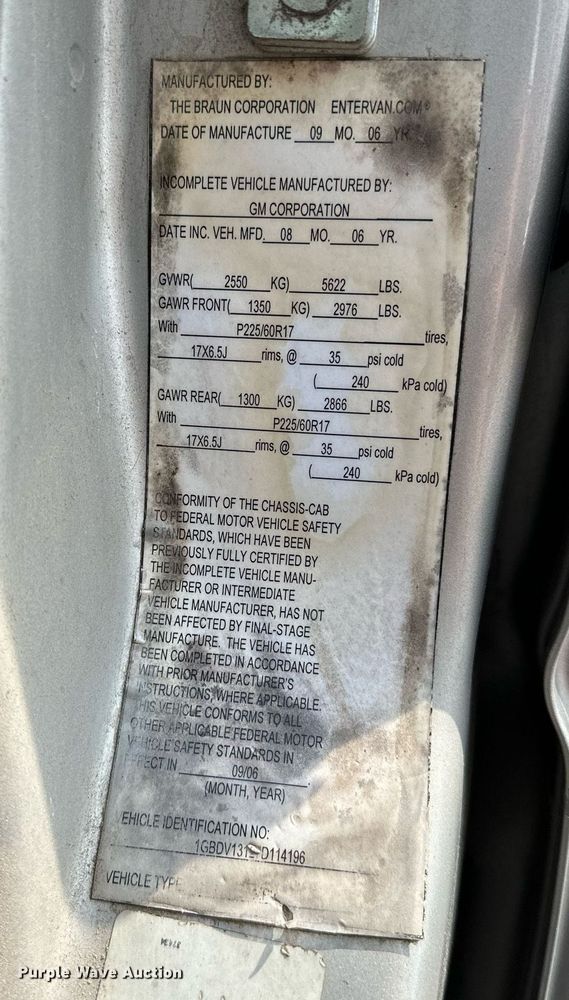 MANUFACTURED BY:
THE BRAUN CORPORATION ENTERVAN.COM®
DATE OF MANUFACTURE 09 MO. 06 YR.
INCOMPLETE VEHICLE MANUFACTURED BY:
GM CORPORATION
DATE INC. VEH. MFD. 08 MO. 06 YR.
GVWR( 2550 KG) 5622 LBS.
GAWR FRONT( 1350 KG) 2976 LBS.
With P225/60R17 tires,
17X6.5J rims, @ 35 psi cold
( 240 kPa cold)
GAWR REAR( 1300 KG) 2866 LBS.
With P225/60R17 tires,
17X6.5J rims, @ 35 psi cold
( 240 kPa cold)
CONFORMITY OF THE CHASSIS-CAB
TO FEDERAL MOTOR VEHICLE SAFETY
STANDARDS, WHICH HAVE BEEN
PREVIOUSLY FULLY CERTIFIED BY
THE INCOMPLETE VEHICLE MANU-
FACTURER OR INTERMEDIATE
VEHICLE MANUFACTURER, HAS NOT
BEEN AFFECTED BY FINAL-STAGE
MANUFACTURE. THE VEHICLE HAS
BEEN COMPLETED IN ACCORDANCE
WITH PRIOR MANUFACTURER'S
INSTRUCTIONS, WHERE APPLICABLE.
THIS VEHICLE CONFORMS TO ALL
OTHER APPLICABLE FEDERAL MOTOR
VEHICLE SAFETY STANDARDS IN
EFFECT IN 09/06
(MONTH, YEAR)
VEHICLE IDENTIFICATION NO:
VEHICLE TYPE
Purple Wave Auction